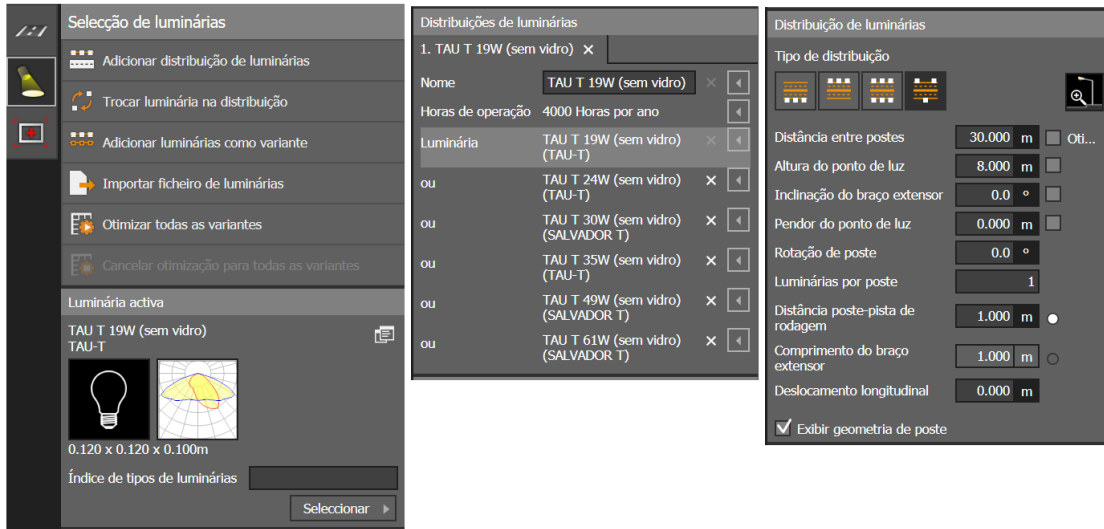 Selecção de luminárias
Adicionar distribuição de luminárias
Trocar luminária na distribuição
Adicionar luminárias como variante
Importar ficheiro de luminárias
Otimizar todas as variantes
Cancelar otimização para todas as variantes
Luminária activa
TAU T 19W (sem vidro)
TAU-T
0.120 x 0.120 x 0.100m
Índice de tipos de luminárias
Seleccionar
Distribuições de luminárias
1. TAU T 19W (sem vidro)
Nome TAU T 19W (sem vidro)
Horas de operação 4000 Horas por ano
Luminária TAU T 19W (sem vidro)
(TAU-T)
ou TAU T 24W (sem vidro)
(TAU-T)
ou TAU T 30W (sem vidro)
(SALVADOR T)
ou TAU T 35W (sem vidro)
(TAU-T)
ou TAU T 49W (sem vidro)
(SALVADOR T)
ou TAU T 61W (sem vidro)
(SALVADOR T)
Distribuição de luminárias
Tipo de distribuição
Distância entre postes 30.000 m Oti...
Altura do ponto de luz 8.000 m
Inclinação do braço extensor 0.0 º
Pendor do ponto de luz 0.000 m
Rotação de poste 0.0 º
Luminárias por poste 1
Distância poste-pista de
rodagem 1.000 m
Comprimento do braço
extensor 1.000 m
Deslocamento longitudinal 0.000 m
Exibir geometria de poste